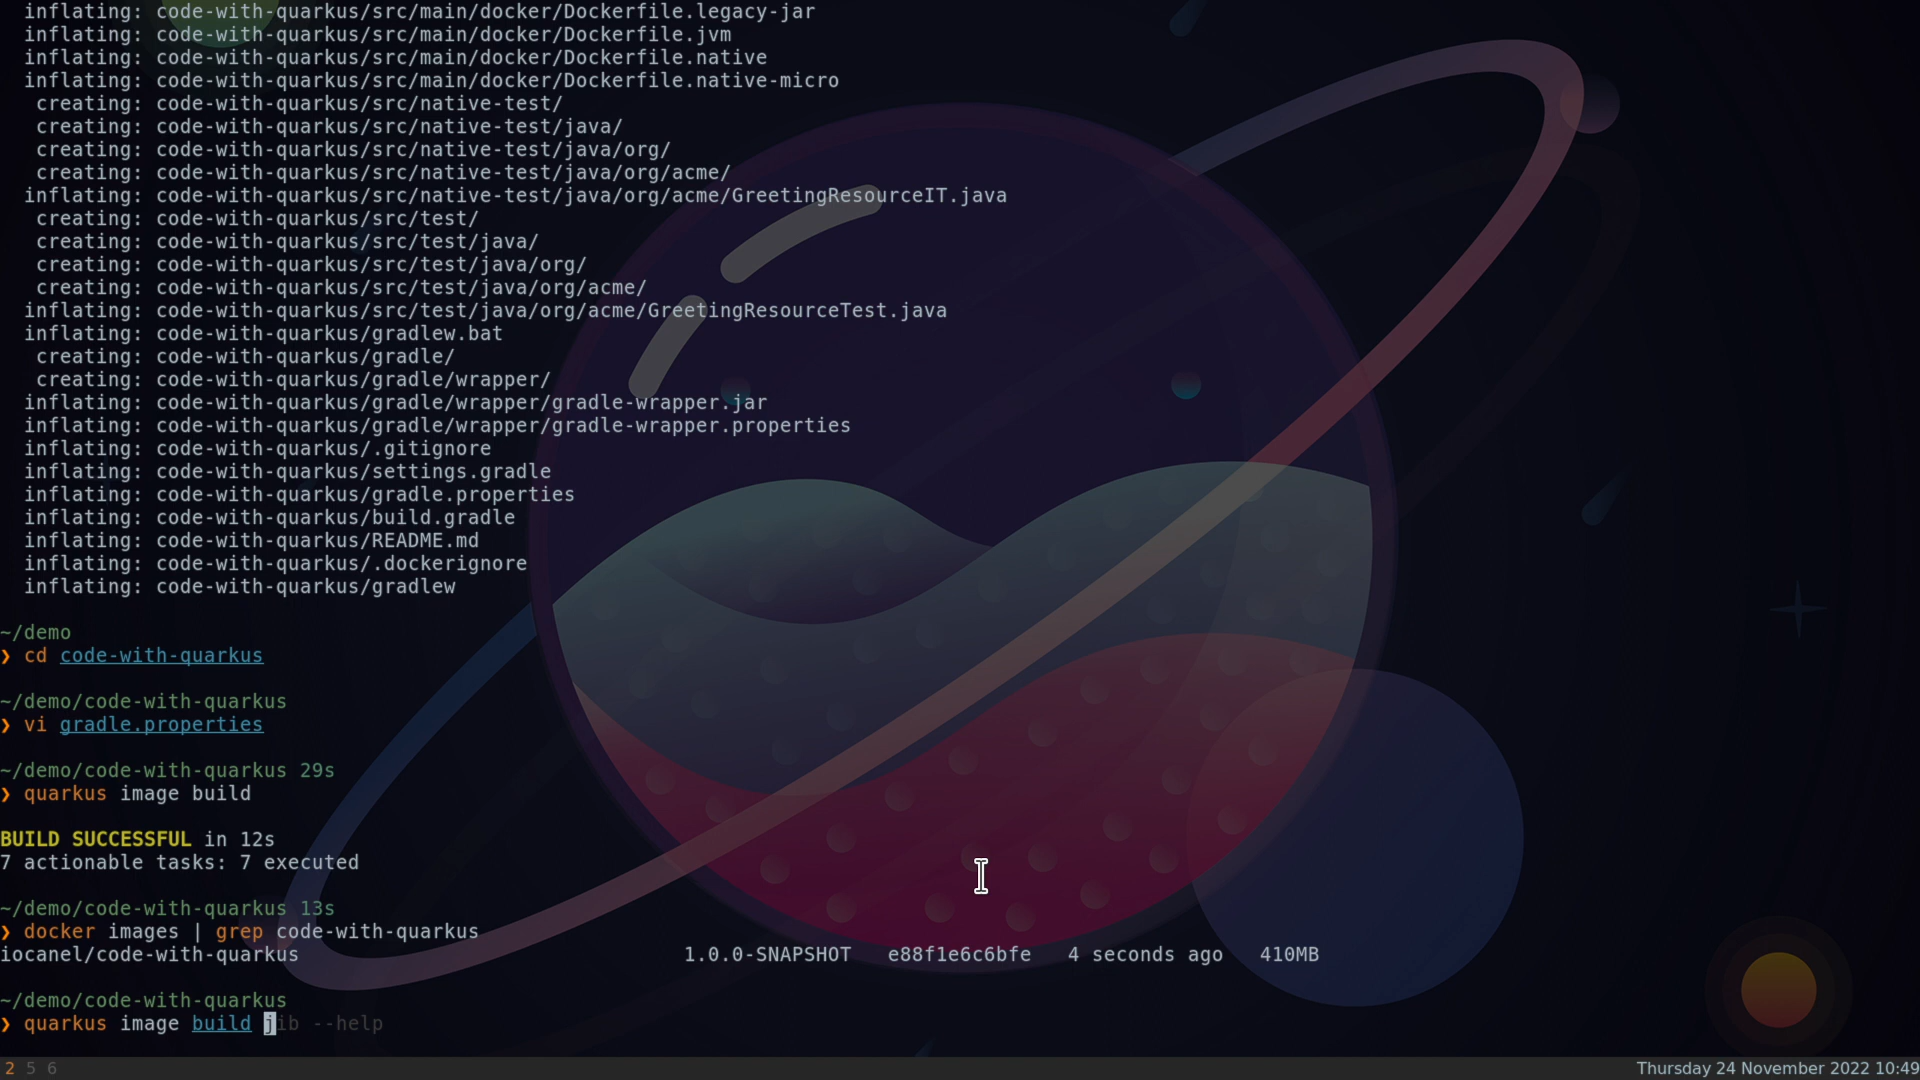 inflating: code-with-quarkus/src/main/docker/Dockerfile.legacy-jar
inflating: code-with-quarkus/src/main/docker/Dockerfile.jvm
inflating: code-with-quarkus/src/main/docker/Dockerfile.native
inflating: code-with-quarkus/src/main/docker/Dockerfile.native-micro
creating: code-with-quarkus/src/native-test/
creating: code-with-quarkus/src/native-test/java/
creating: code-with-quarkus/src/native-test/java/org/
creating: code-with-quarkus/src/native-test/java/org/acme/
inflating: code-with-quarkus/src/native-test/java/org/acme/GreetingResourceIT.java
creating: code-with-quarkus/src/test/
creating: code-with-quarkus/src/test/java/
creating: code-with-quarkus/src/test/java/org/
creating: code-with-quarkus/src/test/java/org/acme/
inflating: code-with-quarkus/src/test/java/org/acme/GreetingResourceTest.java
inflating: code-with-quarkus/gradlew.bat
creating: code-with-quarkus/gradle/
creating: code-with-quarkus/gradle/wrapper/
inflating: code-with-quarkus/gradle/wrapper/gradle-wrapper.jar
inflating: code-with-quarkus/gradle/wrapper/gradle-wrapper.properties
inflating: code-with-quarkus/.gitignore
inflating: code-with-quarkus/settings.gradle
inflating: code-with-quarkus/gradle.properties
inflating: code-with-quarkus/build.gradle
inflating: code-with-quarkus/README.md
inflating: code-with-quarkus/.dockerignore
inflating: code-with-quarkus/gradlew
~/demo
❯ cd code-with-quarkus
~/demo/code-with-quarkus
❯ vi gradle.properties
~/demo/code-with-quarkus 29s
❯ quarkus image build
BUILD SUCCESSFUL in 12s
7 actionable tasks: 7 executed
~/demo/code-with-quarkus 13s
❯ docker images | grep code-with-quarkus
iocanel/code-with-quarkus 1.0.0-SNAPSHOT e88f1e6c6bfe 4 seconds ago 410MB
~/demo/code-with-quarkus
❯ quarkus image build jib --help
2 5 6 Thursday 24 November 2022 10:49